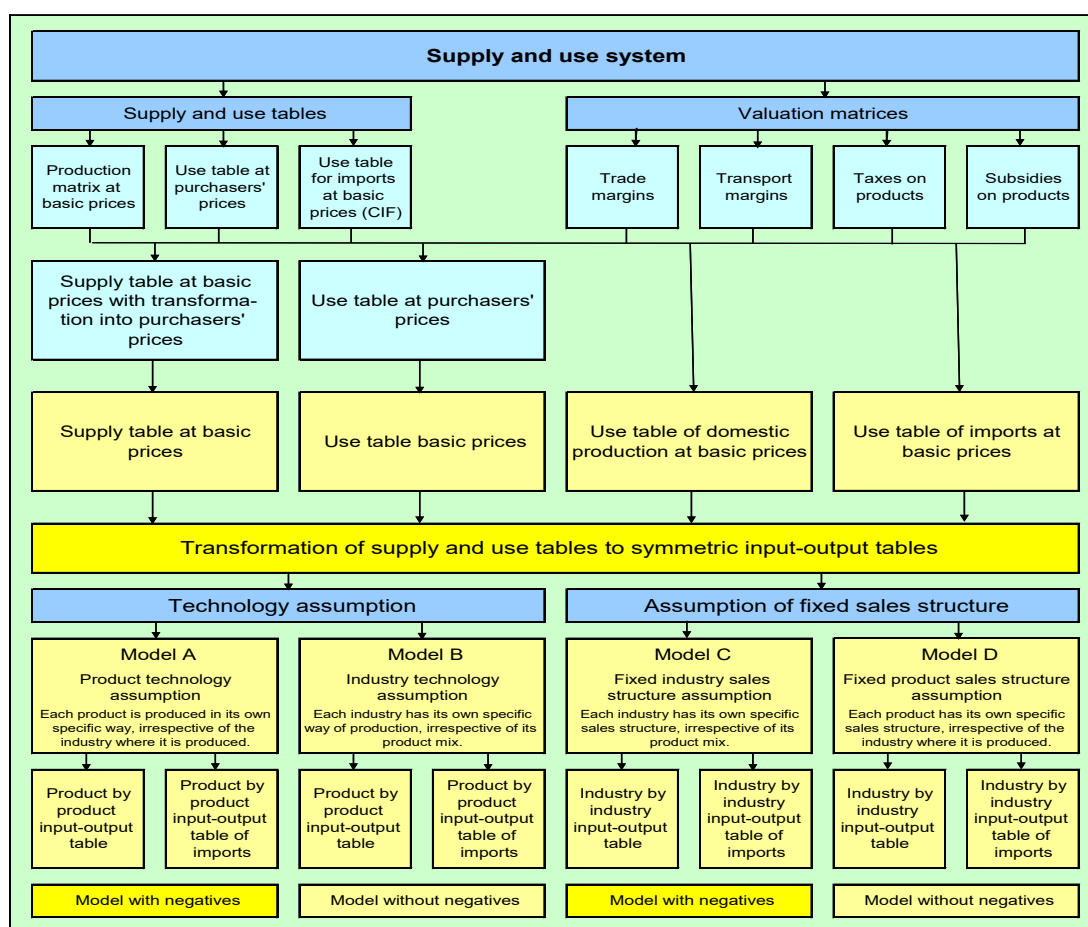 Supply and use system
Supply and use tables
Valuation matrices
Production
matrix at
basic prices
Use table at
purchasers'
prices
Use table
for imports
at basic
prices (CIF)
Trade
margins
Transport
margins
Taxes on
products
Subsidies
on products
Supply table at basic
prices with transforma-
tion into purchasers'
prices
Use table at purchasers'
prices
Supply table at basic
prices
Use table basic prices
Use table of domestic
production at basic prices
Use table of imports at
basic prices
Transformation of supply and use tables to symmetric input-output tables
Technology assumption
Assumption of fixed sales structure
Model A
Product technology
assumption
Each product is produced in its own
specific way, irrespective of the
industry where it is produced.
Model B
Industry technology
assumption
Each industry has its own specific
way of production, irrespective of its
product mix.
Model C
Fixed industry sales
structure assumption
Each industry has its own specific
sales structure, irrespective of its
product mix.
Model D
Fixed product sales structure
assumption
Each product has its own specific
sales structure, irrespective of the
industry where it is produced.
Product by
product
input-output
table
Product by
product
input-output
table of
imports
Product by
product
input-output
table
Product by
product
input-output
table of
imports
Industry by
industry
input-output
table
Industry by
industry
input-output
table of
imports
Industry by
industry
input-output
table
Industry by
industry
input-output
table of
imports
Model with negatives
Model without negatives
Model with negatives
Model without negatives